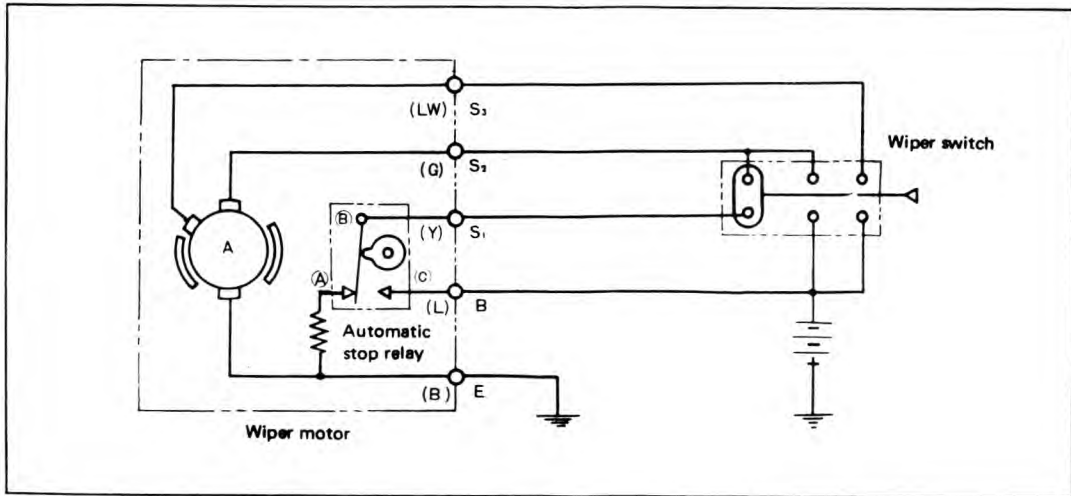 (LW) S₃
Wiper switch
(G) S₂
A
Ⓑ
(Y) S₁
Ⓐ
(C)
(L) B
Automatic
stop relay
(B) E
Wiper motor